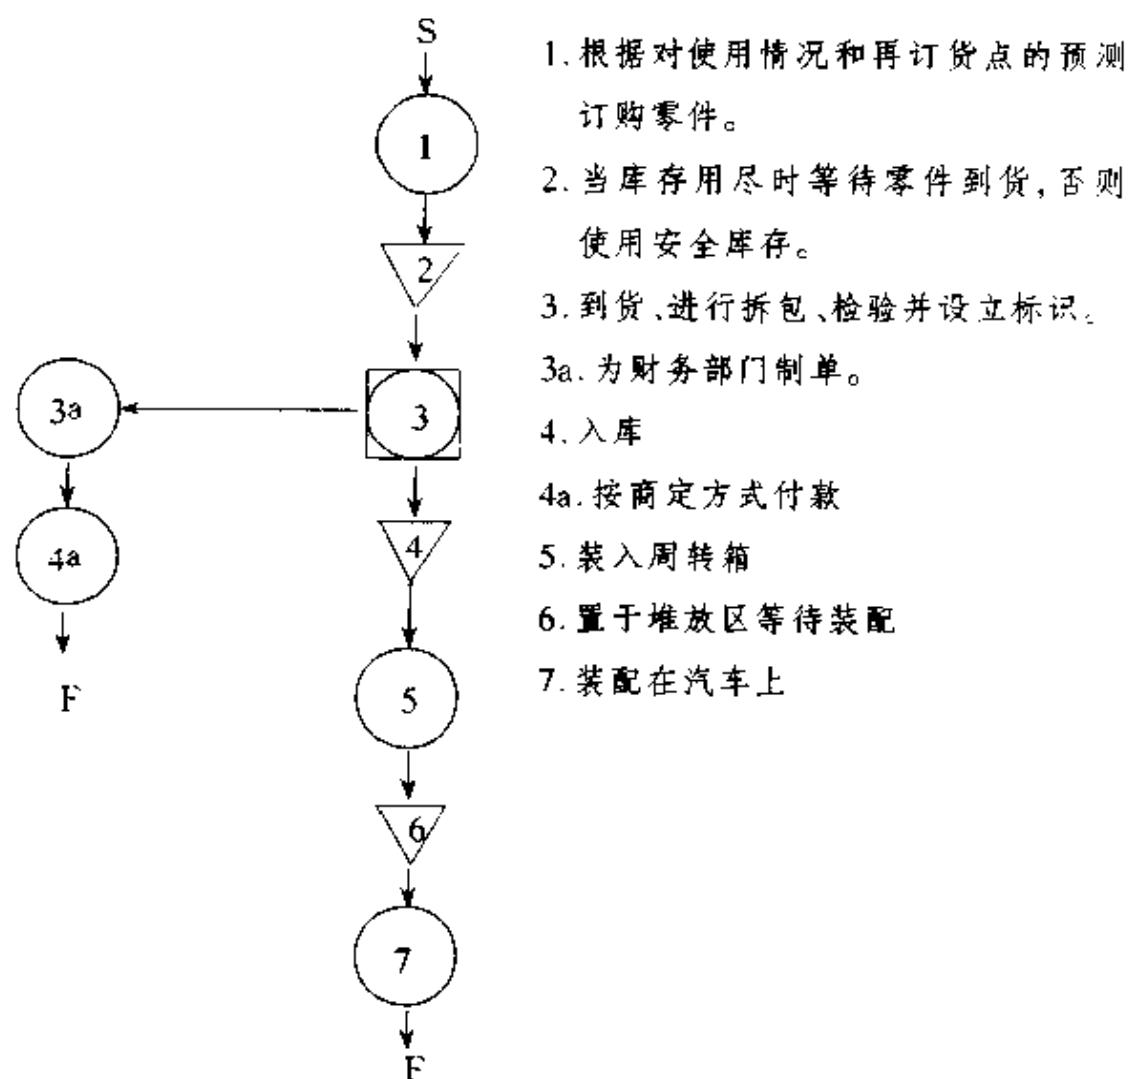 S
1
2
3
3a
4a
F
4
5
6
7
F
1. 根据对使用情况和再订货点的预测
订购零件。
2. 当库存用尽时等待零件到货,否则
使用安全库存。
3. 到货、进行拆包、检验并设立标识。
3a. 为财务部门制单。
4. 入库
4a. 按商定方式付款
5. 装入周转箱
6. 置于堆放区等待装配
7. 装配在汽车上